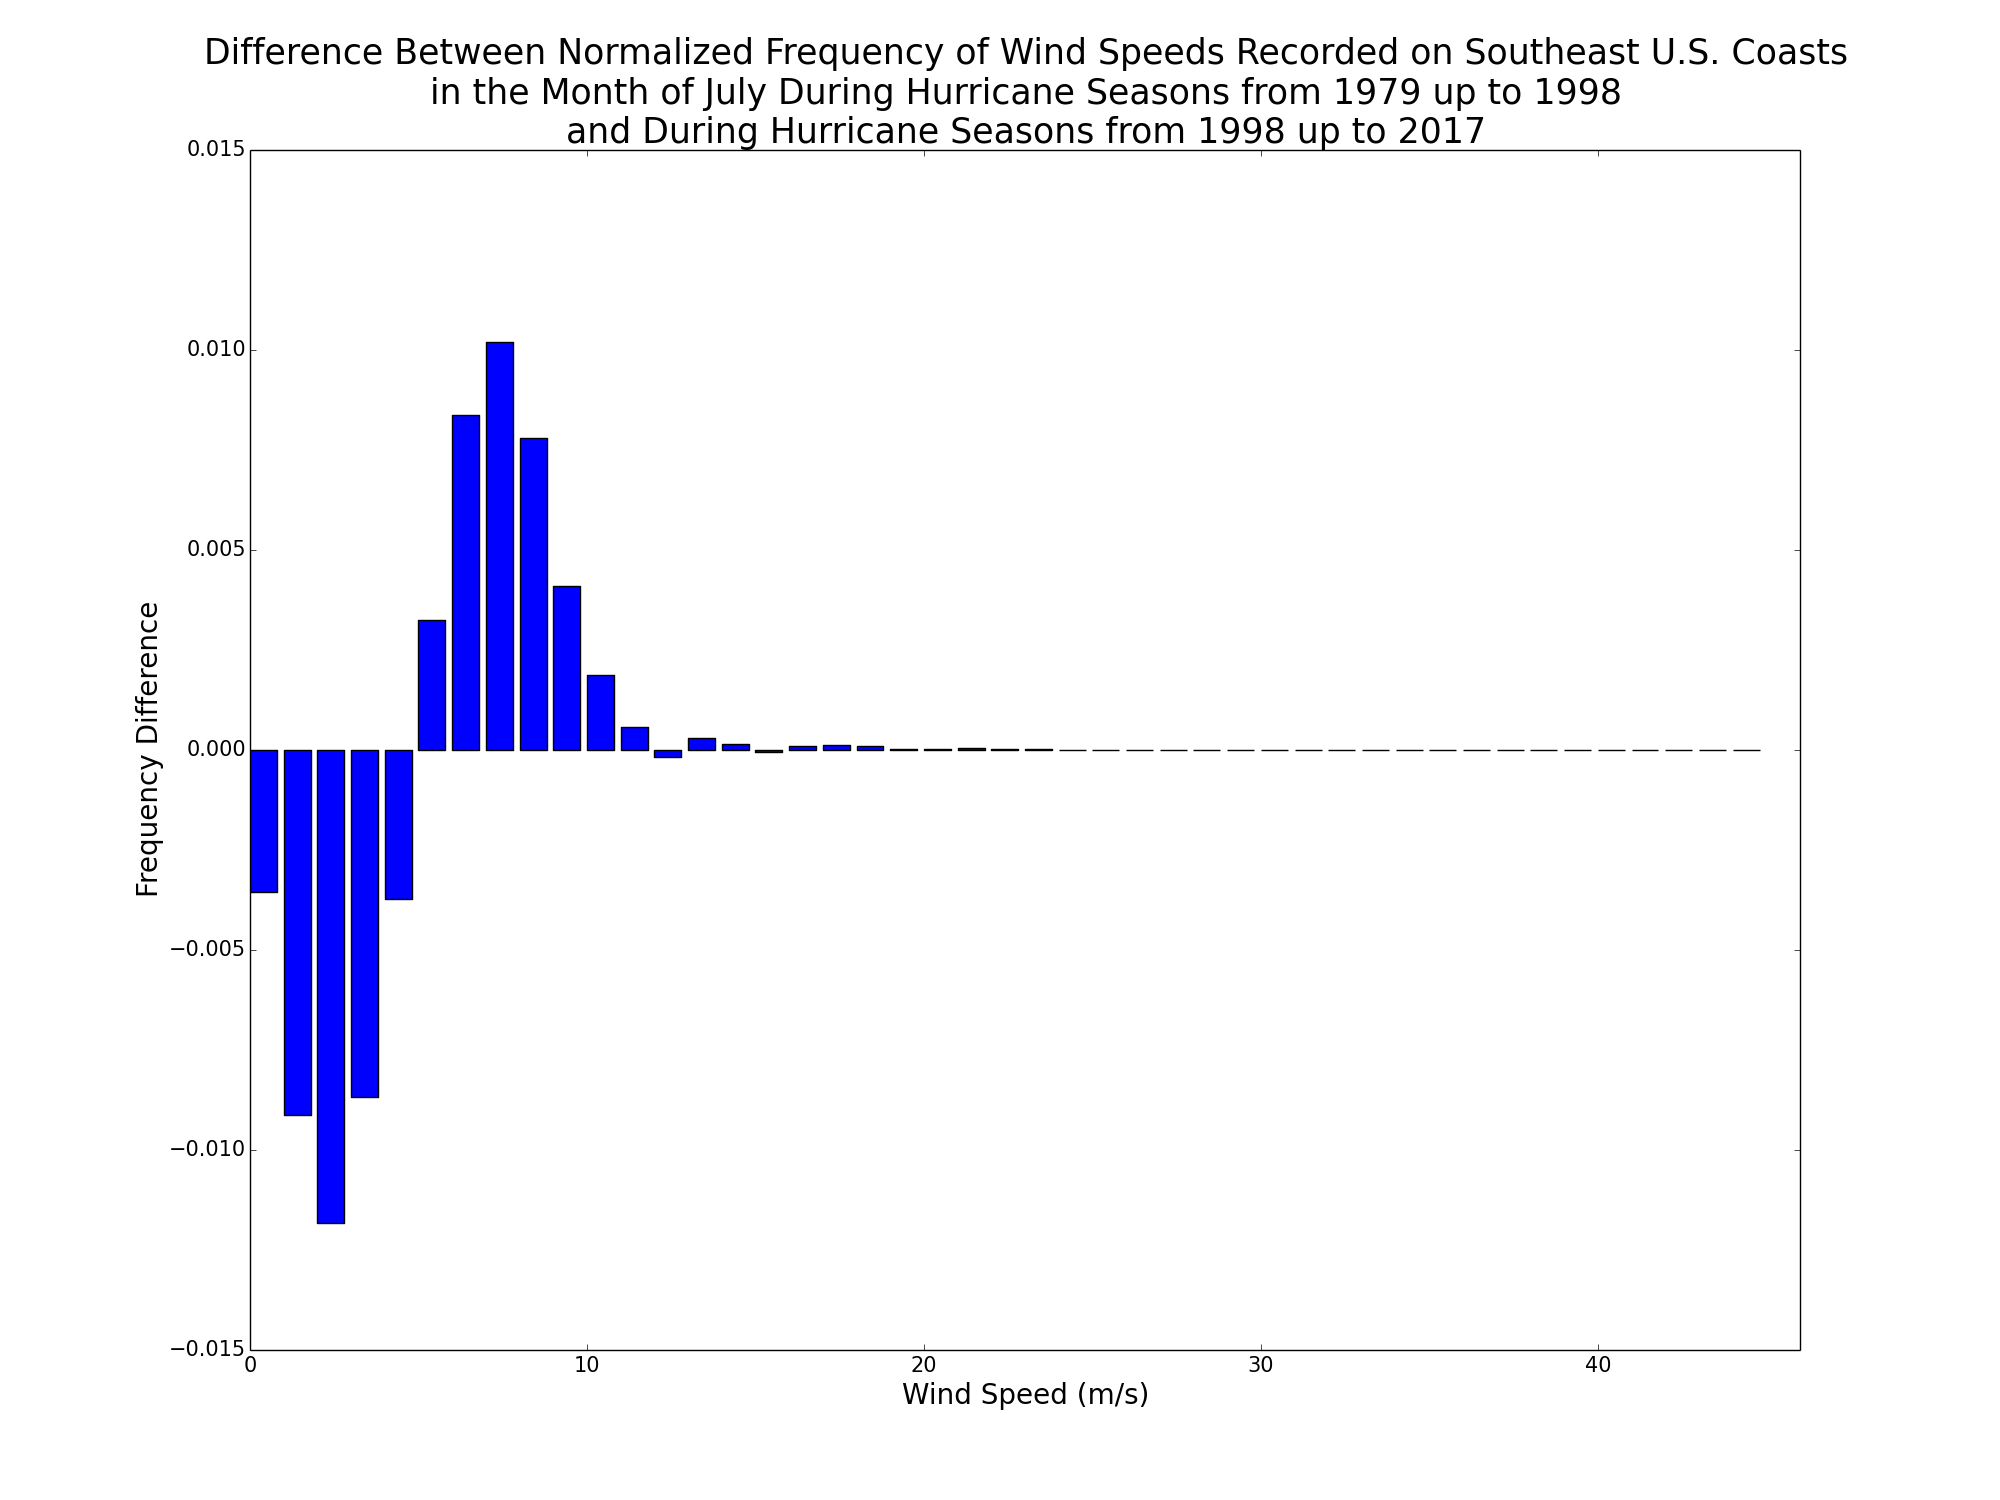 Difference Between Normalized Frequency of Wind Speeds Recorded on Southeast U.S. Coasts
in the Month of July During Hurricane Seasons from 1979 up to 1998
and During Hurricane Seasons from 1998 up to 2017
0.015
0.010
0.005
0.000
−0.005
−0.010
−0.015
Frequency Difference
0 10 20 30 40
Wind Speed (m/s)